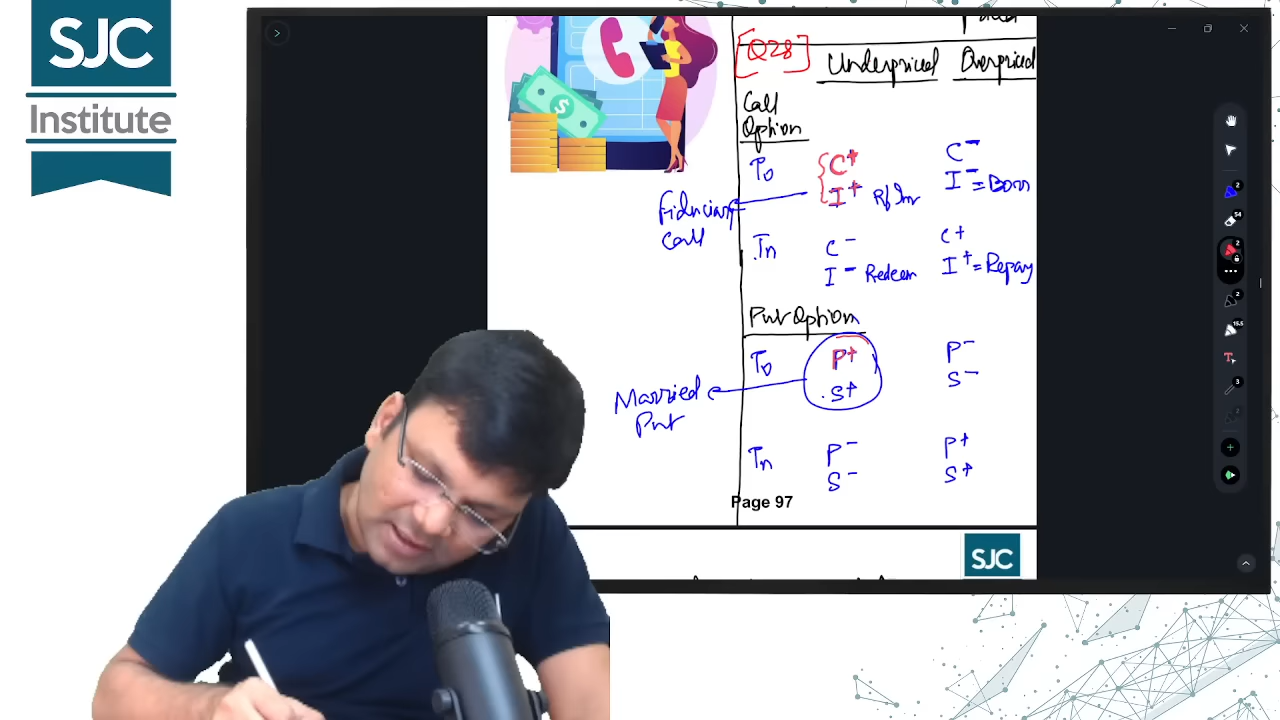 SJC
Institute
[Q28]
Underpriced Overpriced
Call
Option
T0 C+ C-
I+ Rf Inv I- = Borr
Fiduciary
Call
Tn C- C+
I- Redeem I+ = Repay
Put Option
T0 P+ P-
S+ S-
Married
Put
Tn P- P+
S- S+
Page 97
SJC